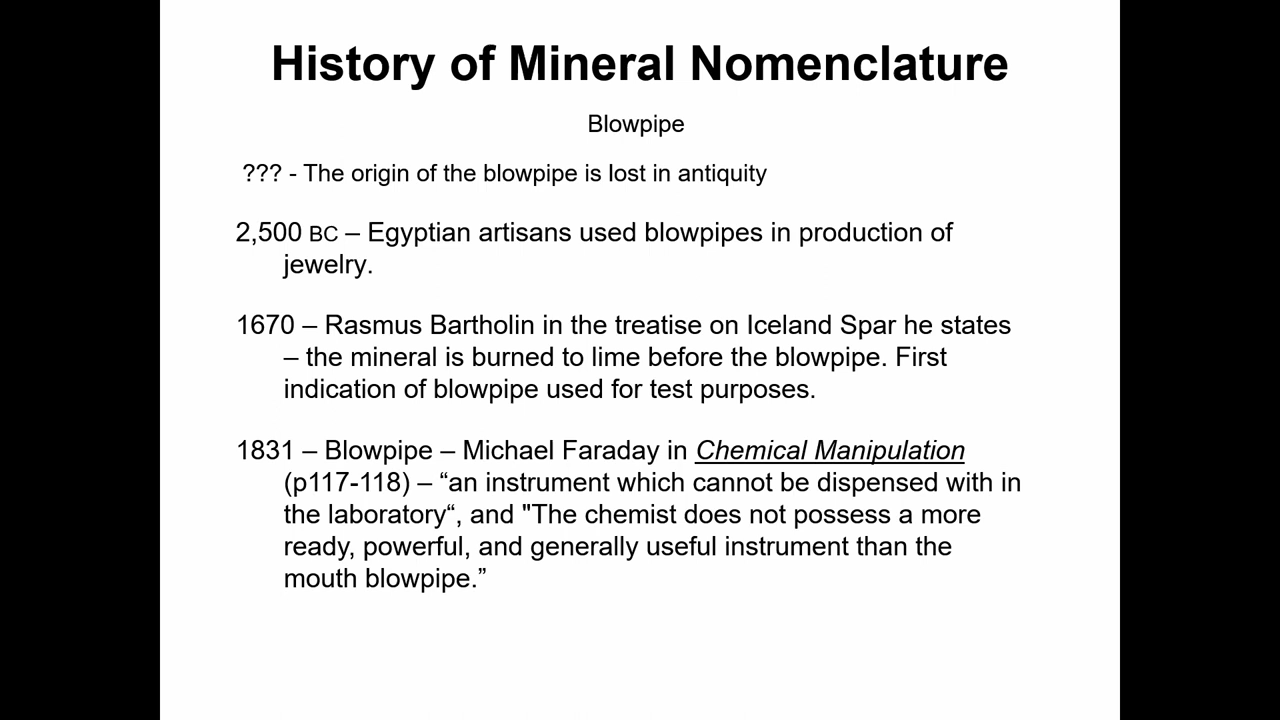 History of Mineral Nomenclature
Blowpipe
??? - The origin of the blowpipe is lost in antiquity
2,500 BC – Egyptian artisans used blowpipes in production of
jewelry.
1670 – Rasmus Bartholin in the treatise on Iceland Spar he states
– the mineral is burned to lime before the blowpipe. First
indication of blowpipe used for test purposes.
1831 – Blowpipe – Michael Faraday in Chemical Manipulation
(p117-118) – “an instrument which cannot be dispensed with in
the laboratory“, and "The chemist does not possess a more
ready, powerful, and generally useful instrument than the
mouth blowpipe.”